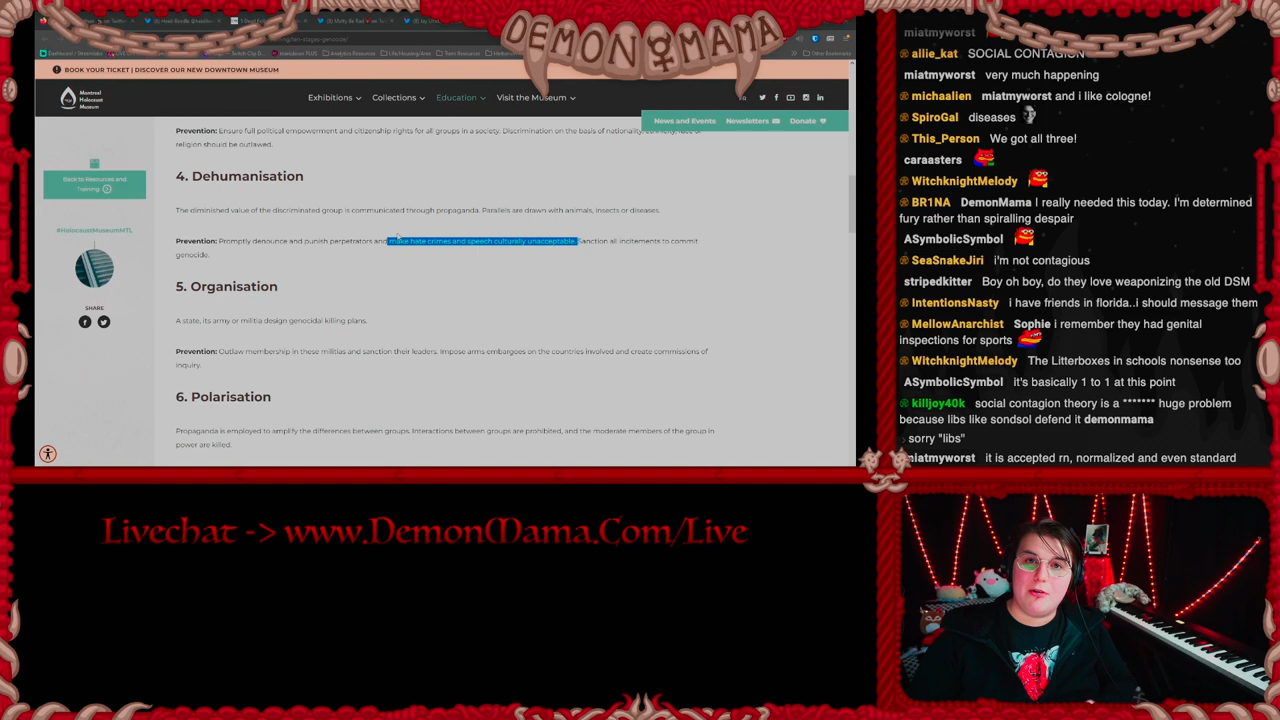 DEMON MAMA
BOOK YOUR TICKET | DISCOVER OUR NEW DOWNTOWN MUSEUM
Montreal
Holocaust
Museum
Exhibitions
Collections
Education
Visit the Museum
News and Events
Newsletters
Donate
Prevention: Ensure full political empowerment and citizenship rights for all groups in a society. Discrimination on the basis of nationality,
religion should be outlawed.
Back to Resources and
Training
#HolocaustMuseumMTL
SHARE
4. Dehumanisation
The diminished value of the discriminated group is communicated through propaganda. Parallels are drawn with animals, insects or diseases.
Prevention: Promptly denounce and punish perpetrators and make hate crimes and speech culturally unacceptable. Sanction all incitements to commit
genocide.
5. Organisation
A state, its army or militia design genocidal killing plans.
Prevention: Outlaw membership in these militias and sanction their leaders. Impose arms embargoes on the countries involved and create commissions of
inquiry.
6. Polarisation
Propaganda is employed to amplify the differences between groups. Interactions between groups are prohibited, and the moderate members of the group in
power are killed.
miatmyworst
allie_kat SOCIAL CONTAGION
miatmyworst very much happening
michaalien miatmyworst and i like cologne!
SpiroGal diseases
This_Person We got all three!
caraasters
WitchknightMelody
BR1NA DemonMama I really needed this today. I'm determined
fury rather than spiralling despair
ASymbolicSymbol
SeaSnakeJiri i'm not contagious
stripedkitter Boy oh boy, do they love weaponizing the old DSM
IntentionsNasty i have friends in florida..i should message them
MellowAnarchist Sophie i remember they had genital
inspections for sports
WitchknightMelody The Litterboxes in schools nonsense too
ASymbolicSymbol it's basically 1 to 1 at this point
killjoy40k social contagion theory is a ******* huge problem
because libs like sondsol defend it demonmama
sorry "libs"
miatmyworst it is accepted rn, normalized and even standard
Livechat -> www.DemonMama.Com/Live